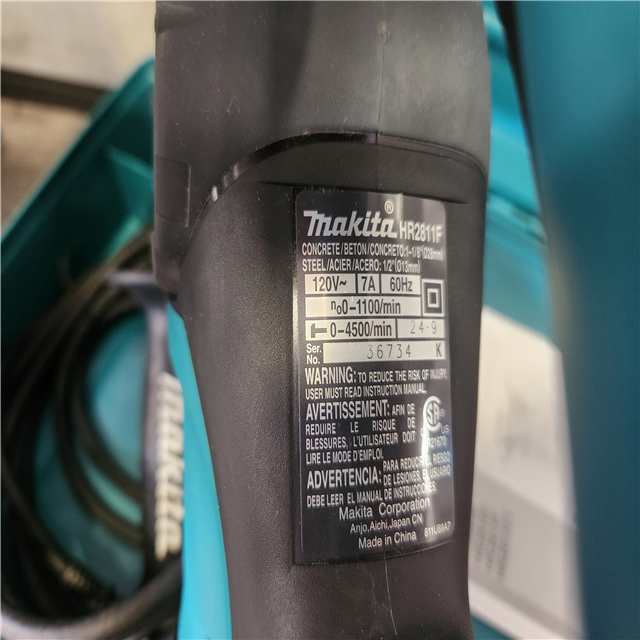 makita® HR2811F
CONCRETE/BETON/CONCRETO:1-1/8"(Ö28mm)
STEEL/ACIER/ACERO: 1/2"(Ö13mm)
120V~ 7A 60Hz
n₀0-1100/min
0-4500/min 24·9
Ser. No. 36734 K
WARNING: TO REDUCE THE RISK OF INJURY,
USER MUST READ INSTRUCTION MANUAL.
AVERTISSEMENT: AFIN DE
RÉDUIRE LE RISQUE DE
BLESSURES, L'UTILISATEUR DOIT
LIRE LE MODE D'EMPLOI.
ADVERTENCIA: PARA REDUCIR EL RIESGO
DE LESIONES, EL USUARIO
DEBE LEER EL MANUAL DE INSTRUCCIONES.
Makita Corporation
Anjo, Aichi, Japan CN
Made in China
makita